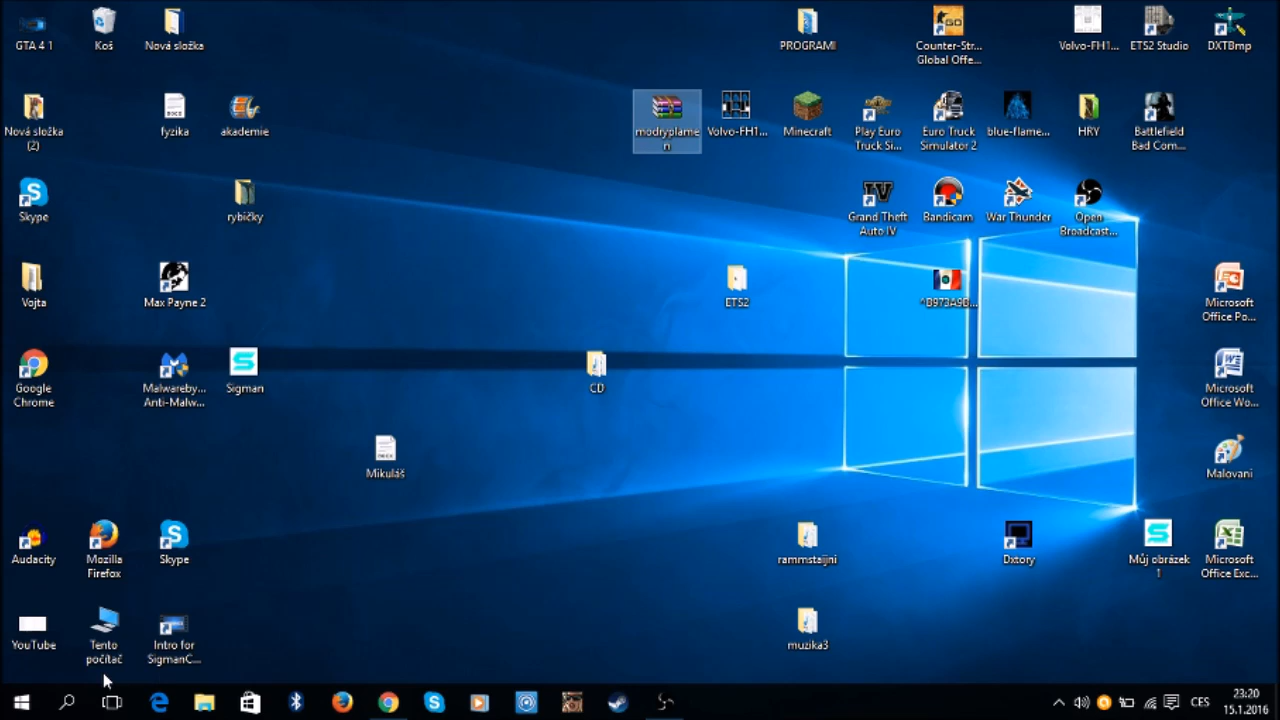 GTA 4 1
Koš
Nová složka
PROGRAMI
Counter-Str...
Global Offe...
Volvo-FH1...
ETS2 Studio
DXTBmp
Nová složka
(2)
fyzika
akademie
modryplame
n
Volvo-FH1...
Minecraft
Play Euro
Truck Si...
Euro Truck
Simulator 2
blue-flame...
HRY
Battlefield
Bad Com...
Skype
rybičky
Grand Theft
Auto IV
Bandicam
War Thunder
Open
Broadcast...
Vojta
Max Payne 2
ETS2
^B973A9B...
Microsoft
Office Po...
Google
Chrome
Malwareby...
Anti-Malw...
Sigman
CD
Microsoft
Office Wo...
Mikuláš
Malovani
Audacity
Mozilla
Firefox
Skype
rammstaijni
Dxtory
Můj obrázek
1
Microsoft
Office Exc...
YouTube
Tento
počítač
Intro for
SigmanC...
muzika3
CES
23:20
15.1.2016